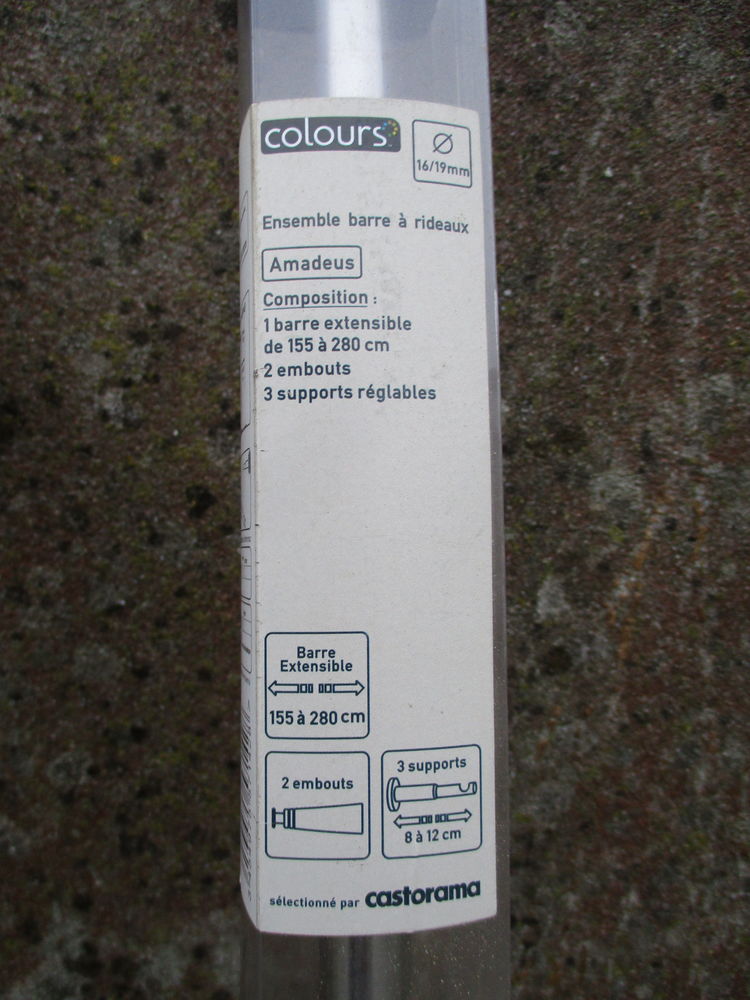 colours
Ø
16/19mm
Ensemble barre à rideaux
Amadeus
Composition :
1 barre extensible
de 155 à 280 cm
2 embouts
3 supports réglables
Barre
Extensible
155 à 280 cm
2 embouts
3 supports
8 à 12 cm
sélectionné par castorama